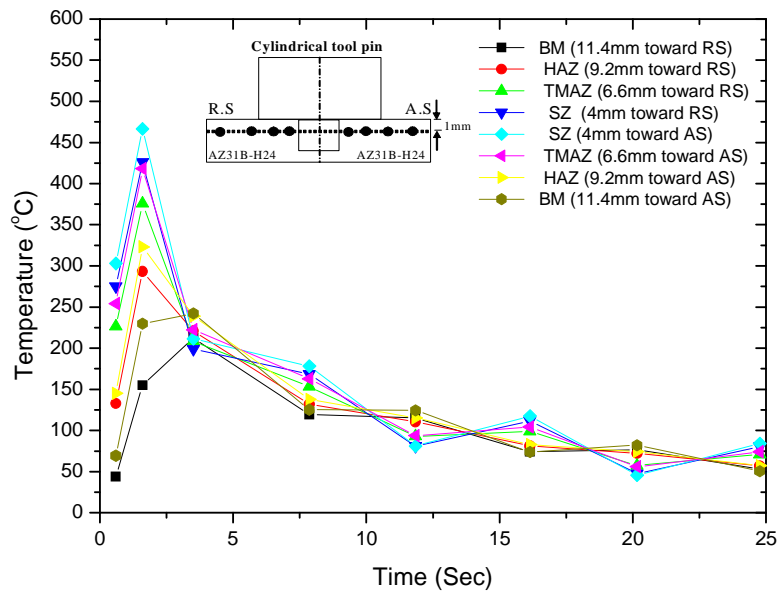 600
550
500
450
400
350
300
250
200
150
100
50
0
Temperature (°C)
0 5 10 15 20 25
Time (Sec)
Cylindrical tool pin
R.S
A.S
1mm
AZ31B-H24
AZ31B-H24
BM (11.4mm toward RS)
HAZ (9.2mm toward RS)
TMAZ (6.6mm toward RS)
SZ (4mm toward RS)
SZ (4mm toward AS)
TMAZ (6.6mm toward AS)
HAZ (9.2mm toward AS)
BM (11.4mm toward AS)